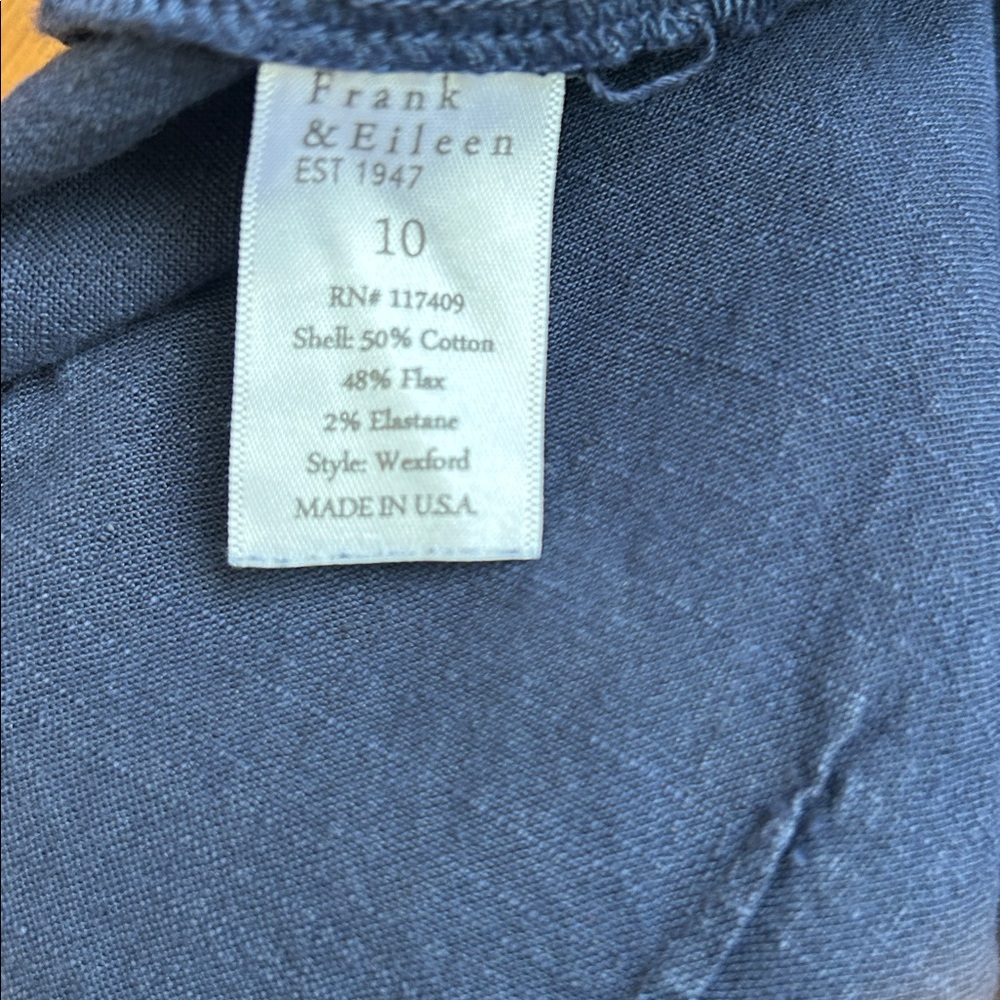 Frank
& Eileen
EST 1947
10
RN# 117409
Shell: 50% Cotton
48% Flax
2% Elastane
Style: Wexford
MADE IN U.S.A.